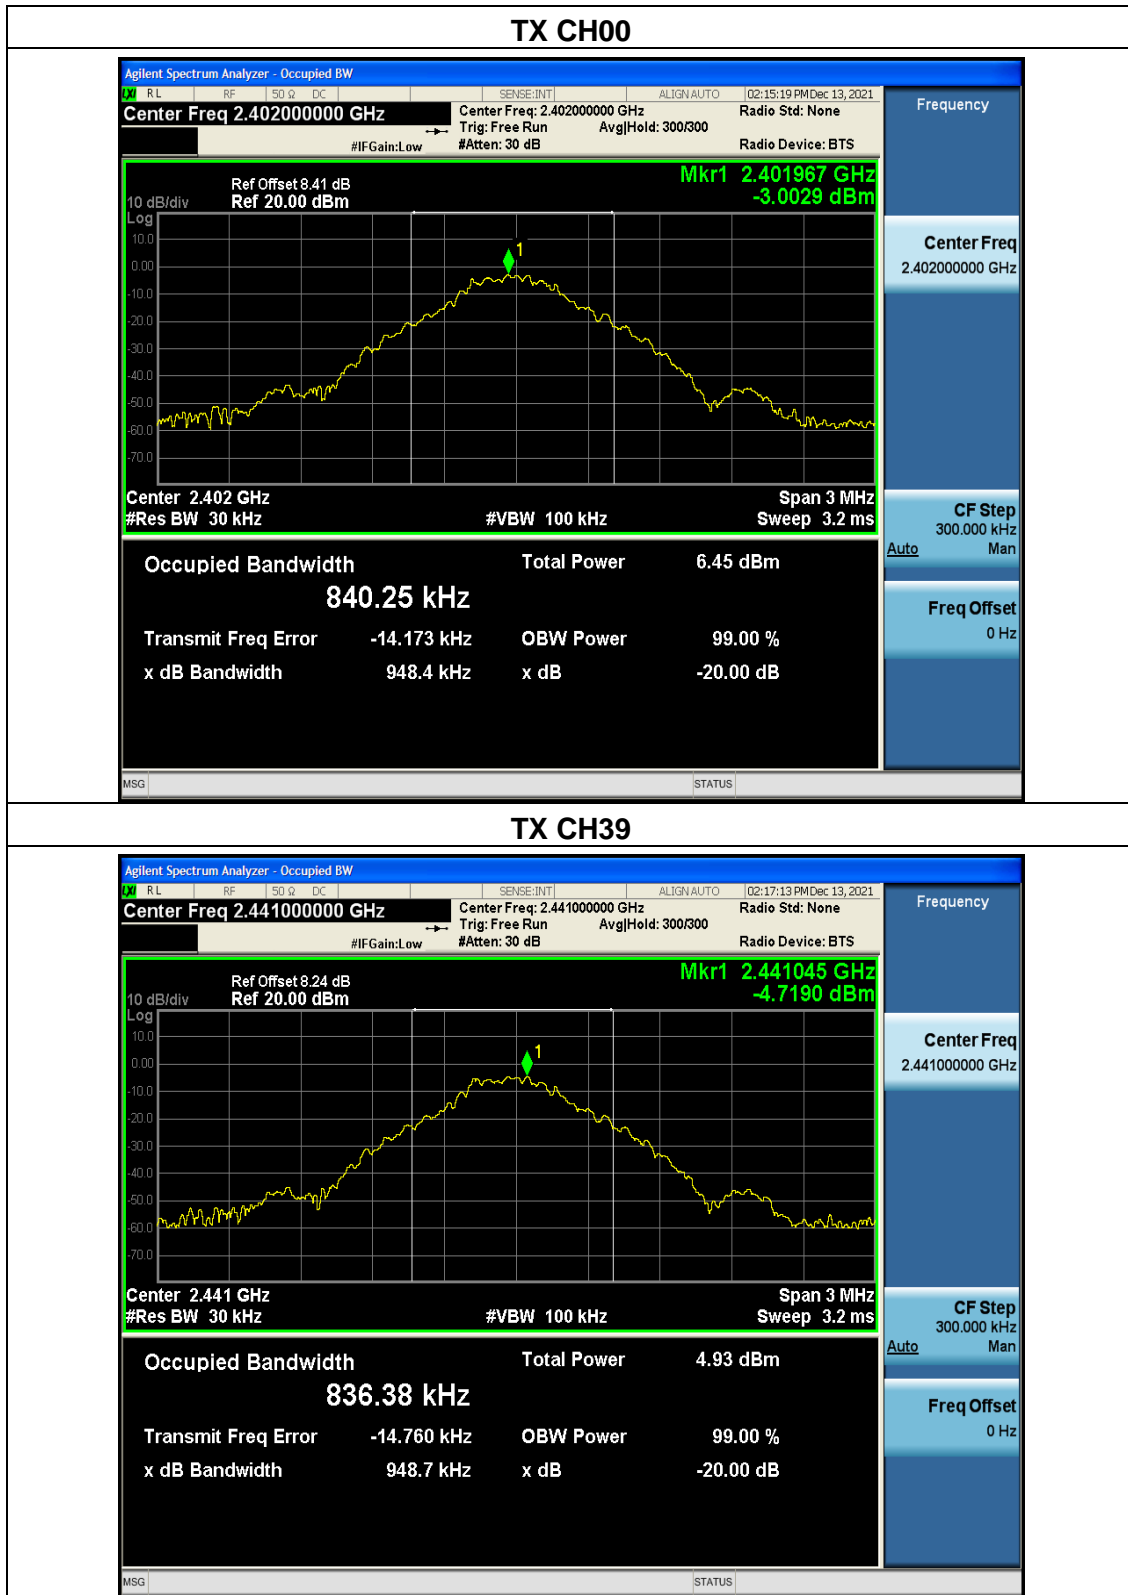 TX CH00
Agilent Spectrum Analyzer - Occupied BW
LXI RL RF 50 Ω DC SENSE:INT ALIGN AUTO 02:15:19 PM Dec 13, 2021
Center Freq 2.402000000 GHz Center Freq: 2.402000000 GHz Radio Std: None Frequency
Trig: Free Run Avg|Hold: 300/300
#IFGain:Low #Atten: 30 dB Radio Device: BTS
Mkr1 2.401967 GHz
Ref Offset 8.41 dB -3.0029 dBm
10 dB/div Ref 20.00 dBm
Log
10.0
0.00
-10.0
-20.0
-30.0
-40.0
-50.0
-60.0
-70.0
1
Center Freq
2.402000000 GHz
Center 2.402 GHz Span 3 MHz
#Res BW 30 kHz #VBW 100 kHz Sweep 3.2 ms
CF Step
300.000 kHz
Auto Man
Occupied Bandwidth Total Power 6.45 dBm
840.25 kHz
Freq Offset
0 Hz
Transmit Freq Error -14.173 kHz OBW Power 99.00 %
x dB Bandwidth 948.4 kHz x dB -20.00 dB
MSG STATUS
TX CH39
Agilent Spectrum Analyzer - Occupied BW
LXI RL RF 50 Ω DC SENSE:INT ALIGN AUTO 02:17:13 PM Dec 13, 2021
Center Freq 2.441000000 GHz Center Freq: 2.441000000 GHz Radio Std: None Frequency
Trig: Free Run Avg|Hold: 300/300
#IFGain:Low #Atten: 30 dB Radio Device: BTS
Mkr1 2.441045 GHz
Ref Offset 8.24 dB -4.7190 dBm
10 dB/div Ref 20.00 dBm
Log
10.0
0.00
-10.0
-20.0
-30.0
-40.0
-50.0
-60.0
-70.0
1
Center Freq
2.441000000 GHz
Center 2.441 GHz Span 3 MHz
#Res BW 30 kHz #VBW 100 kHz Sweep 3.2 ms
CF Step
300.000 kHz
Auto Man
Occupied Bandwidth Total Power 4.93 dBm
836.38 kHz
Freq Offset
0 Hz
Transmit Freq Error -14.760 kHz OBW Power 99.00 %
x dB Bandwidth 948.7 kHz x dB -20.00 dB
MSG STATUS